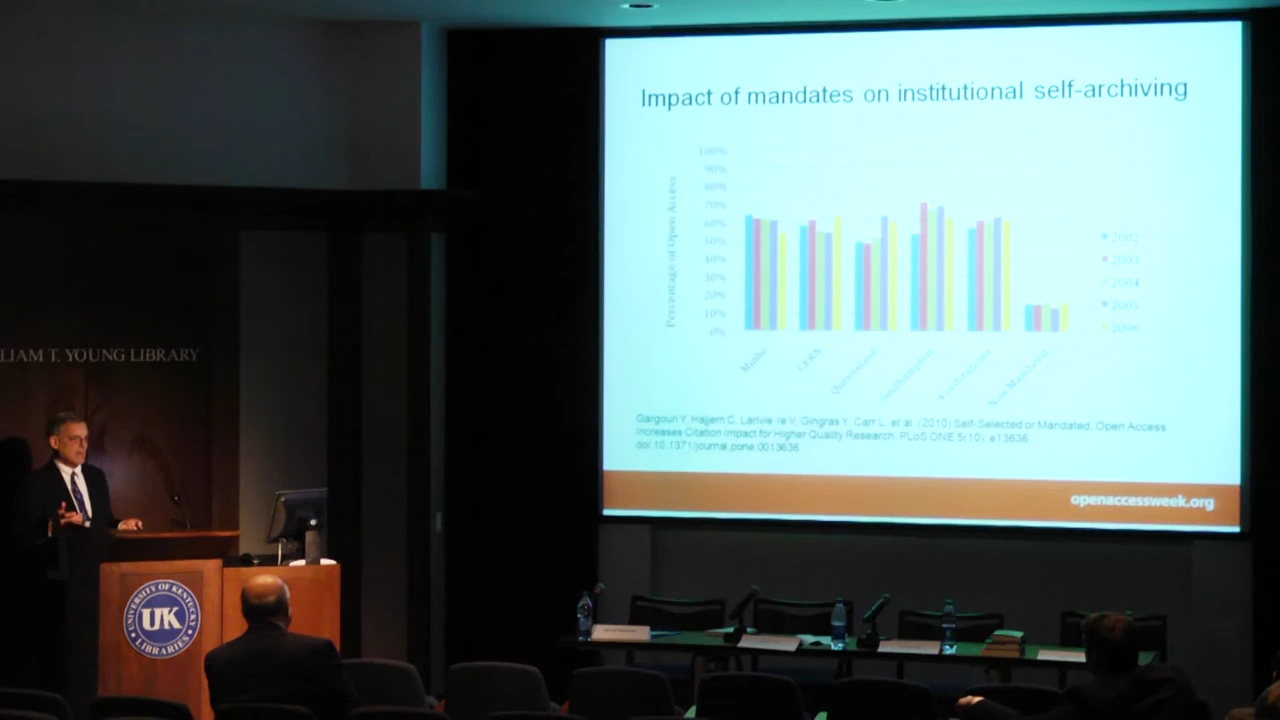 Impact of mandates on institutional self-archiving
Percentage of Open Access
100%
90%
80%
70%
60%
50%
40%
30%
20%
10%
0%
Minho
CERN
Queensland
Southampton
Institutions
Non Mandated
2002
2003
2004
2005
2006
Gargouri Y, Hajjem C, Larivie`re V, Gingras Y, Carr L, et al. (2010) Self-Selected or Mandated, Open Access
Increases Citation Impact for Higher Quality Research. PLoS ONE 5(10): e13636.
doi:10.1371/journal.pone.0013636
openaccessweek.org
LIAM T. YOUNG LIBRARY
UNIVERSITY OF KENTUCKY
UK
LIBRARIES